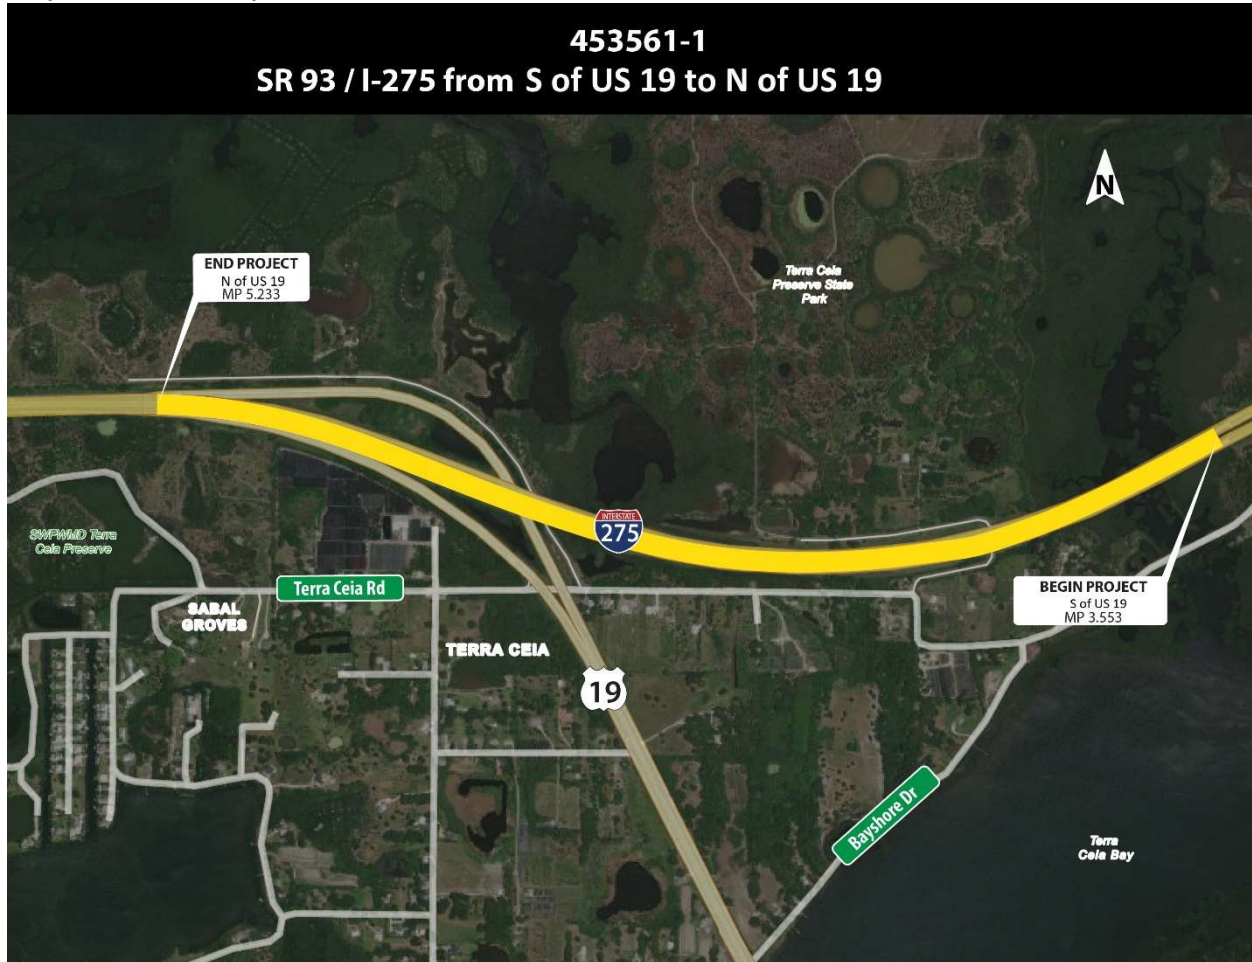 453561-1
SR 93 / I-275 from S of US 19 to N of US 19
N
END PROJECT
N of US 19
MP 5.233
Terra Ceia
Preserve State
Park
INTERSTATE
275
SWFWMD Terra
Ceia Preserve
Terra Ceia Rd
BEGIN PROJECT
S of US 19
MP 3.553
SABAL
GROVES
TERRA CEIA
19
Bayshore Dr
Terra
Ceia Bay